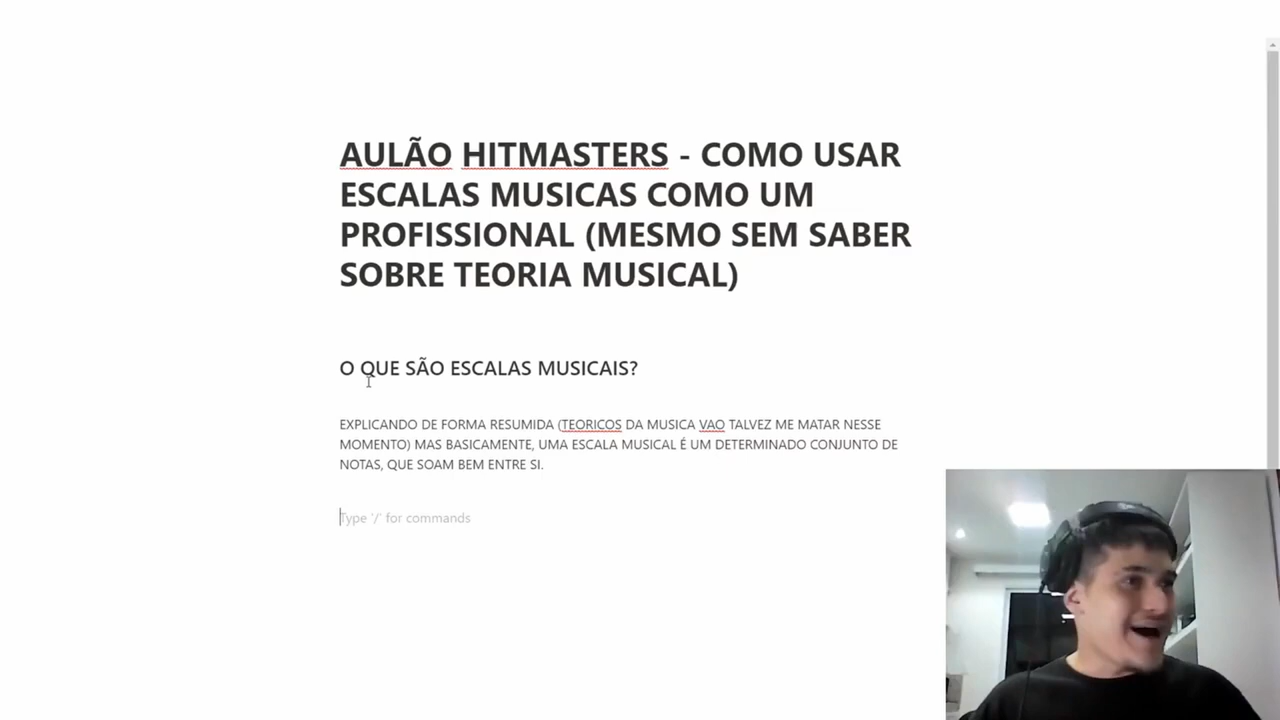 AULÃO HITMASTERS - COMO USAR
ESCALAS MUSICAS COMO UM
PROFISSIONAL (MESMO SEM SABER
SOBRE TEORIA MUSICAL)
O QUE SÃO ESCALAS MUSICAIS?
EXPLICANDO DE FORMA RESUMIDA (TEORICOS DA MUSICA VAO TALVEZ ME MATAR NESSE
MOMENTO) MAS BASICAMENTE, UMA ESCALA MUSICAL É UM DETERMINADO CONJUNTO DE
NOTAS, QUE SOAM BEM ENTRE SI.
Type '/' for commands